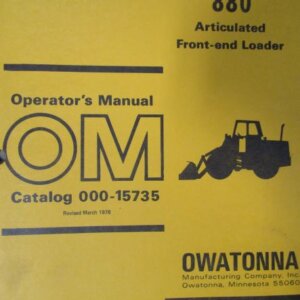 880
Articulated
Front-end Loader
Operator's Manual
OM
Catalog 000-15735
Revised March 1978
OWATONNA
Manufacturing Company, Inc.
Owatonna, Minnesota 55060